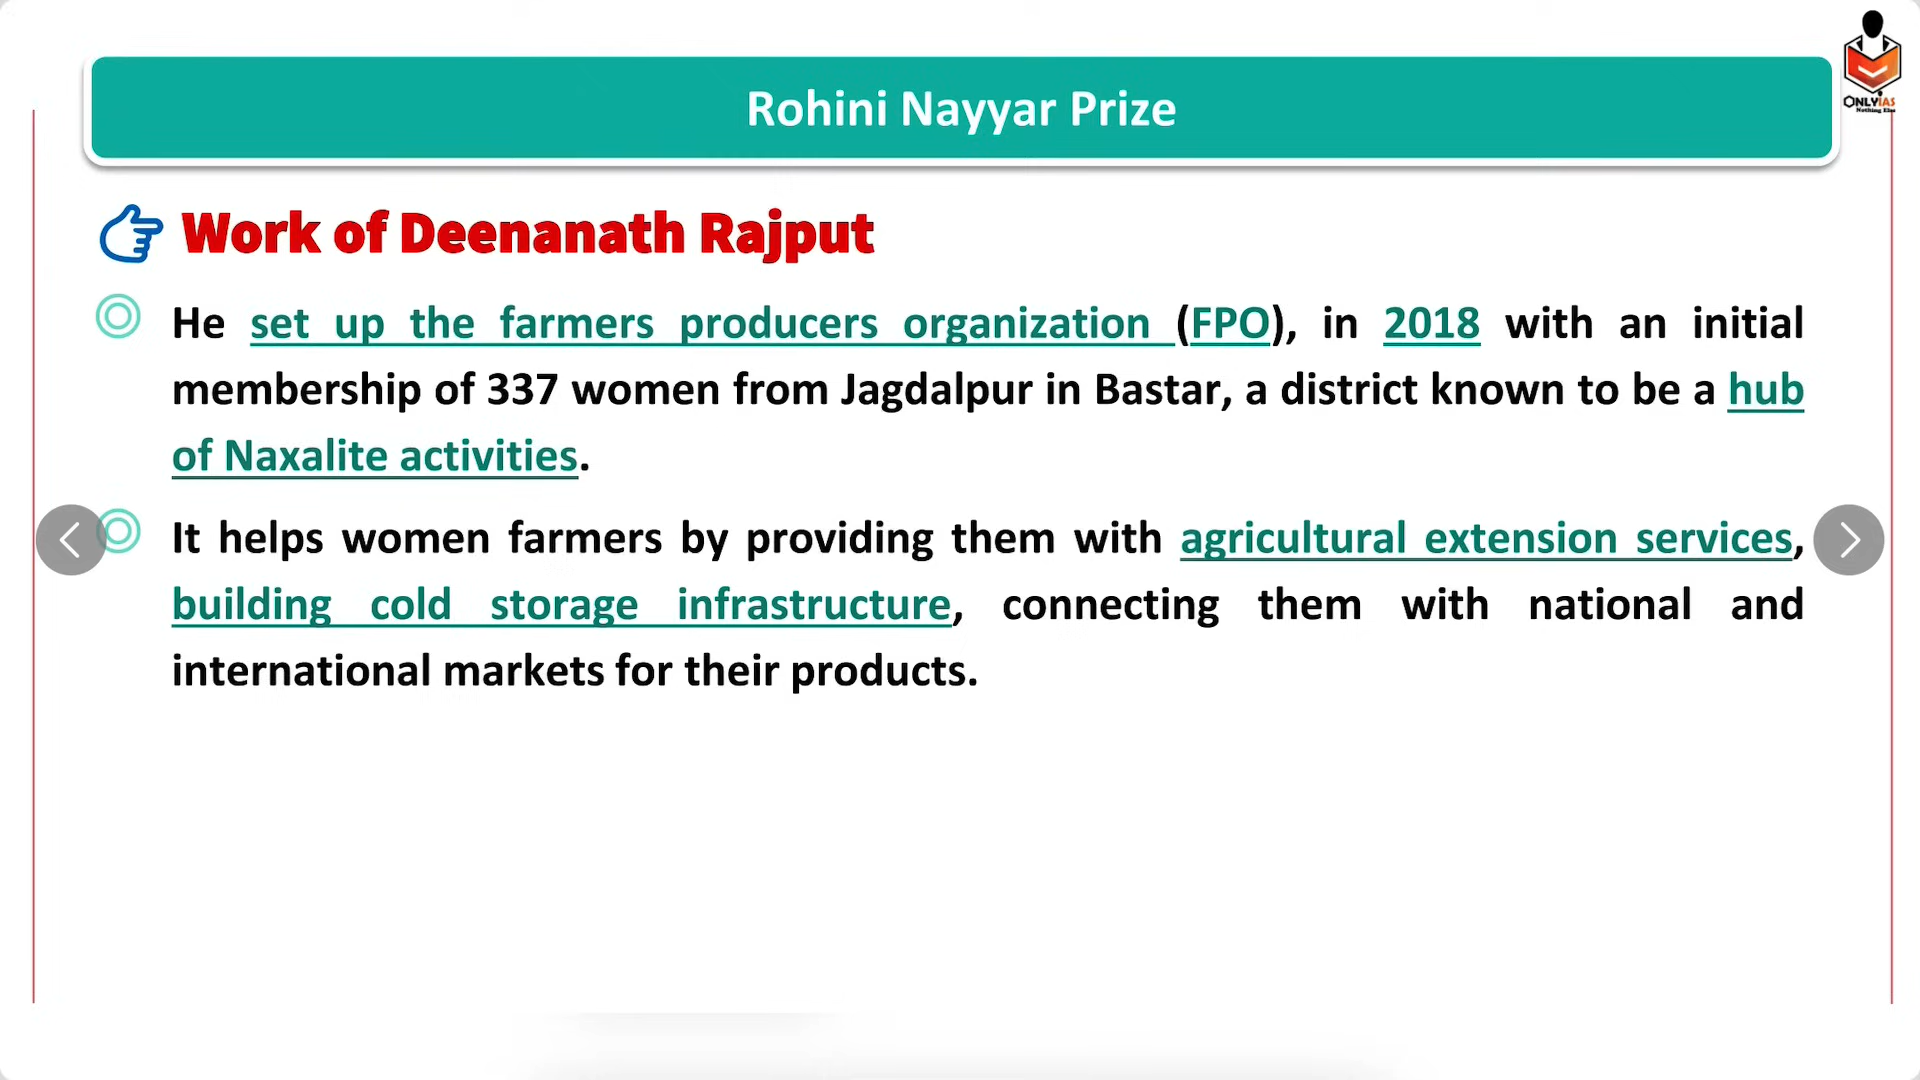 ONLYIAS
Nothing Else
Rohini Nayyar Prize
Work of Deenanath Rajput
He set up the farmers producers organization (FPO), in 2018 with an initial
membership of 337 women from Jagdalpur in Bastar, a district known to be a hub
of Naxalite activities.
It helps women farmers by providing them with agricultural extension services,
building cold storage infrastructure, connecting them with national and
international markets for their products.